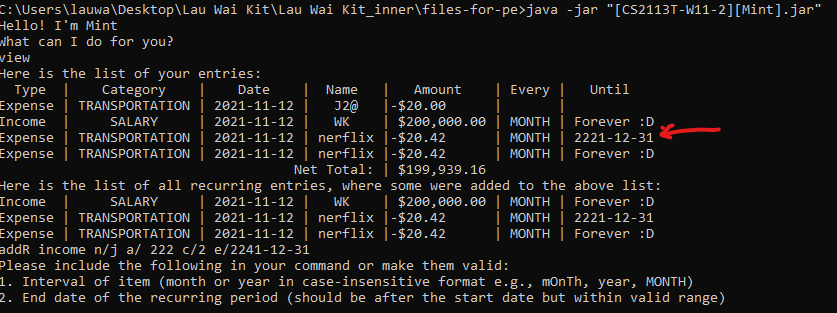 C:\Users\lauwa\Desktop\Lau Wai Kit\Lau Wai Kit_inner\files-for-pe>java -jar "[CS2113T-W11-2][Mint].jar"
Hello! I'm Mint
What can I do for you?
view
Here is the list of your entries:
Type | Category | Date | Name | Amount | Every | Until
Expense | TRANSPORTATION | 2021-11-12 | J2@ |-$20.00 | |
Income | SALARY | 2021-11-12 | WK | $200,000.00 | MONTH | Forever :D
Expense | TRANSPORTATION | 2021-11-12 | nerflix |-$20.42 | MONTH | 2221-12-31
Expense | TRANSPORTATION | 2021-11-12 | nerflix |-$20.42 | MONTH | Forever :D
Net Total: | $199,939.16
Here is the list of all recurring entries, where some were added to the above list:
Income | SALARY | 2021-11-12 | WK | $200,000.00 | MONTH | Forever :D
Expense | TRANSPORTATION | 2021-11-12 | nerflix |-$20.42 | MONTH | 2221-12-31
Expense | TRANSPORTATION | 2021-11-12 | nerflix |-$20.42 | MONTH | Forever :D
addR income n/j a/ 222 c/2 e/2241-12-31
Please include the following in your command or make them valid:
1. Interval of item (month or year in case-insensitive format e.g., mOnTh, year, MONTH)
2. End date of the recurring period (should be after the start date but within valid range)